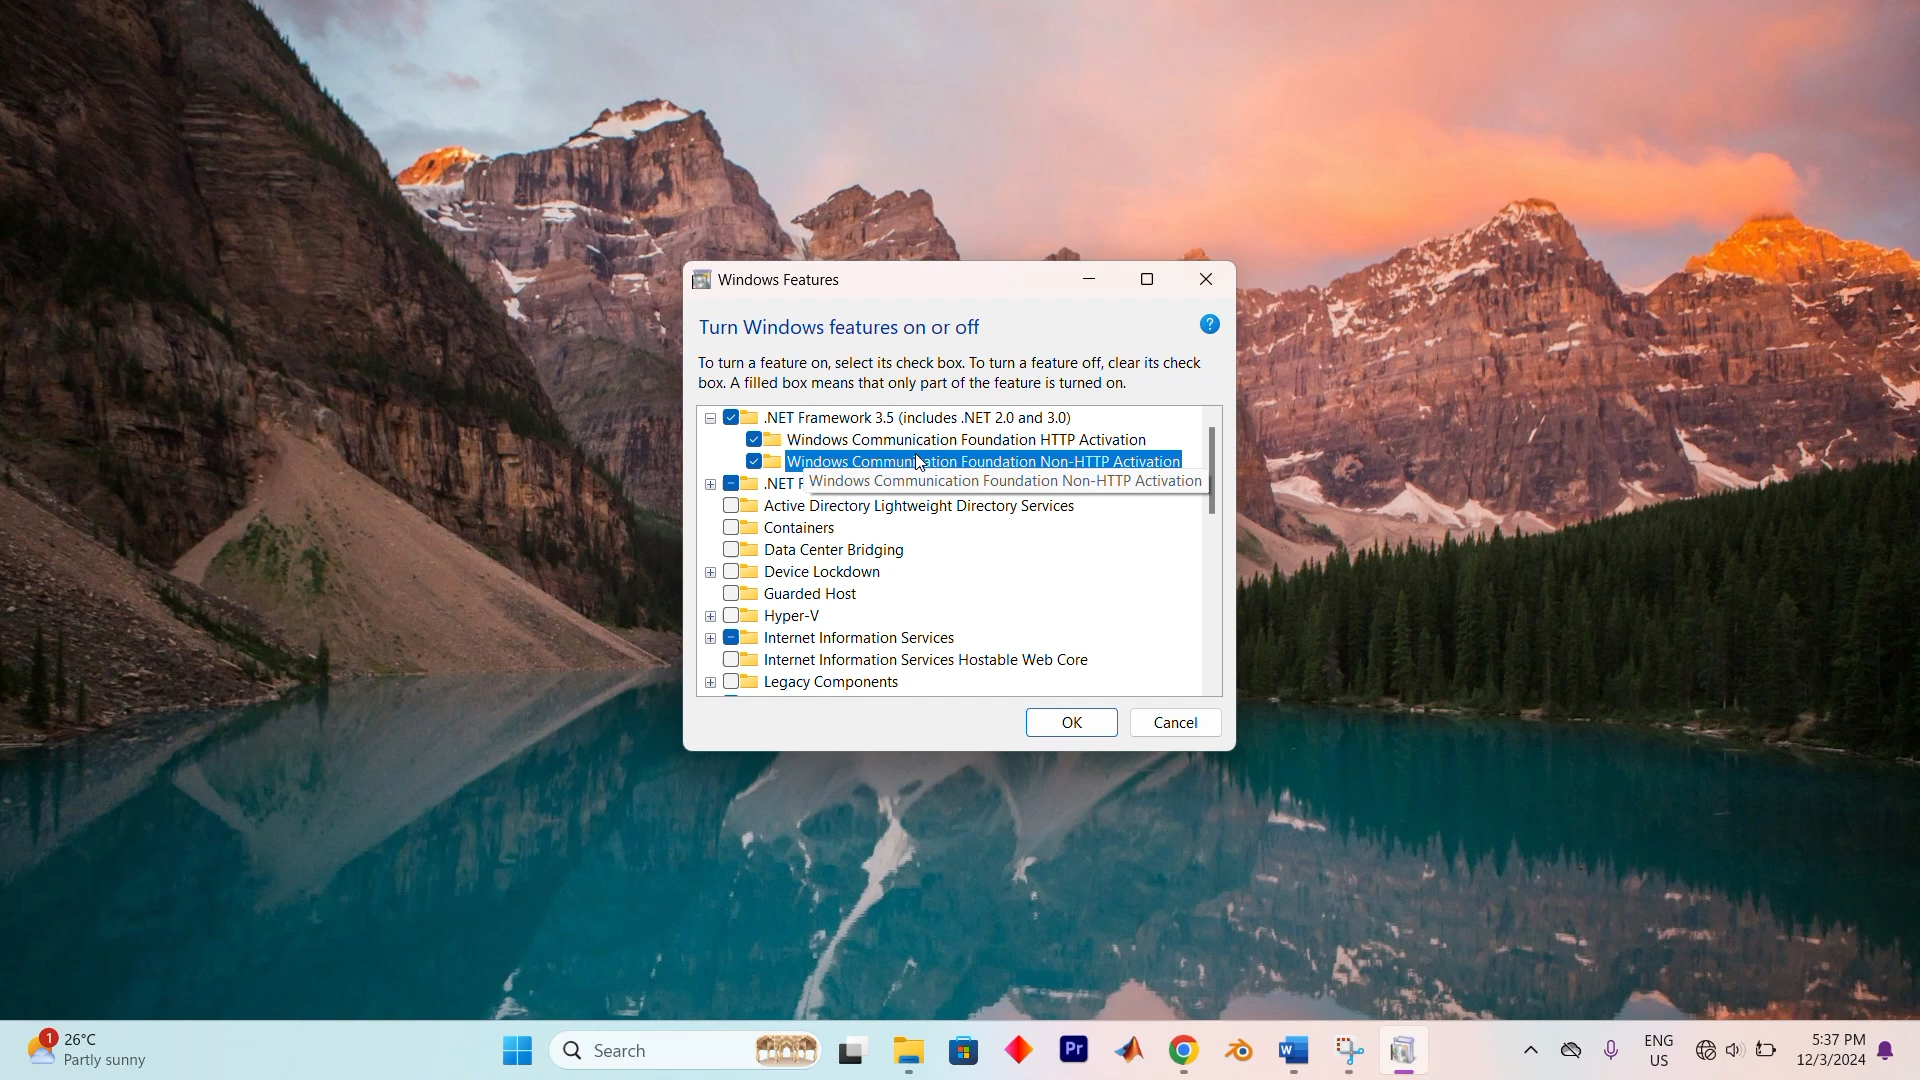 Windows Features
Turn Windows features on or off
?
To turn a feature on, select its check box. To turn a feature off, clear its check
box. A filled box means that only part of the feature is turned on.
.NET Framework 3.5 (includes .NET 2.0 and 3.0)
Windows Communication Foundation HTTP Activation
Windows Communication Foundation Non-HTTP Activation
.NET F
Windows Communication Foundation Non-HTTP Activation
Active Directory Lightweight Directory Services
Containers
Data Center Bridging
Device Lockdown
Guarded Host
Hyper-V
Internet Information Services
Internet Information Services Hostable Web Core
Legacy Components
OK
Cancel
1
26°C
Partly sunny
Search
Pr
W
ENG
US
5:37 PM
12/3/2024